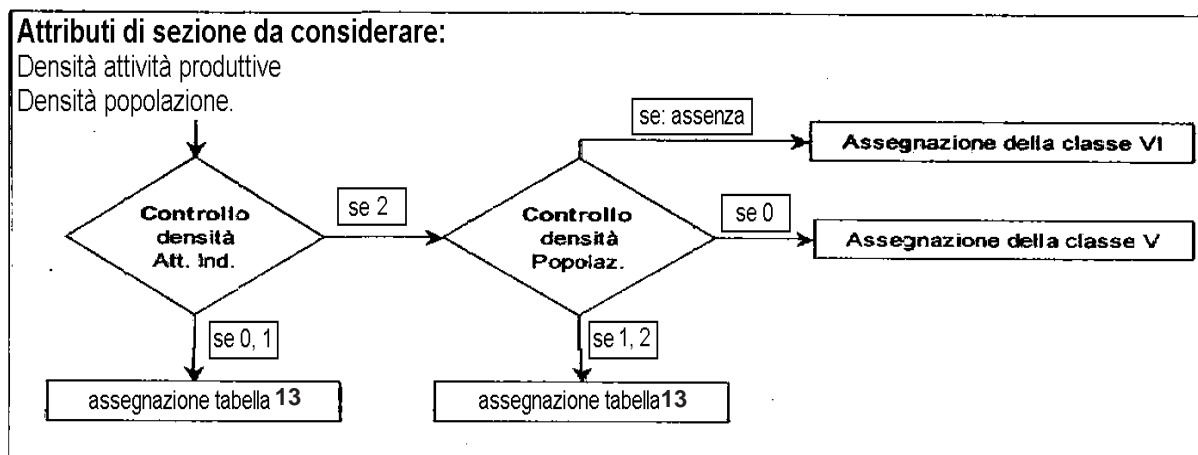 Attributi di sezione da considerare:
Densità attività produttive
Densità popolazione.
se: assenza
Assegnazione della classe VI
Controllo
densità
Att. Ind.
se 2
Controllo
densità
Popolaz.
se 0
Assegnazione della classe V
se 0, 1
se 1, 2
assegnazione tabella 13
assegnazione tabella 13